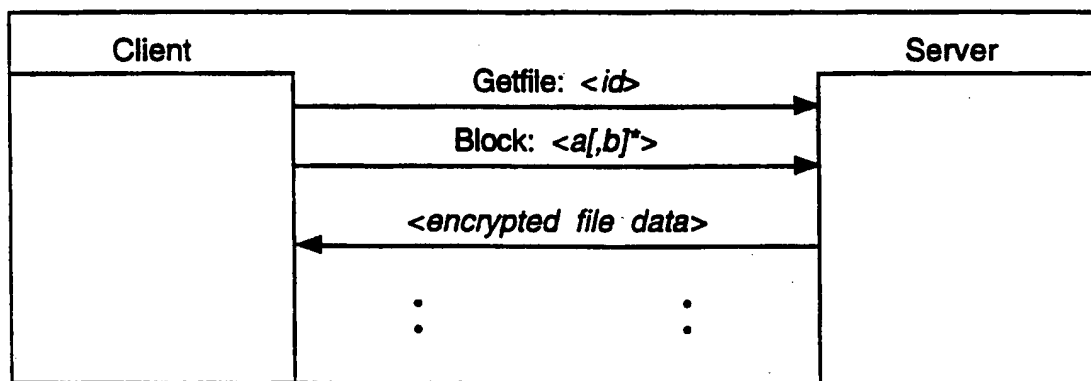 Client
Server
Getfile: <id>
Block: <a[,b]*>
<encrypted file data>